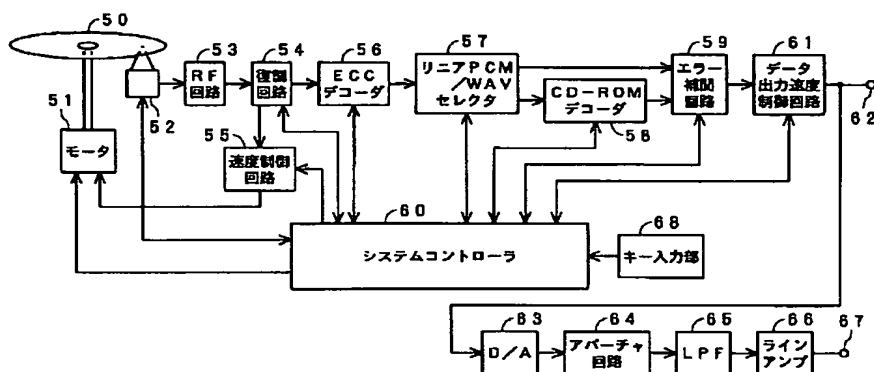 50
53
RF
回路
54
復調
回路
56
ECC
デコーダ
57
リニアPCM
/WAV
セレクタ
59
エラー
補間
回路
61
データ
出力速度
制御回路
62
CD-ROM
デコーダ
58
51
モータ
52
55
速度制御
回路
60
システムコントローラ
68
キー入力部
63
D/A
64
アパーチャ
回路
65
LPF
66
ライン
アンプ
67